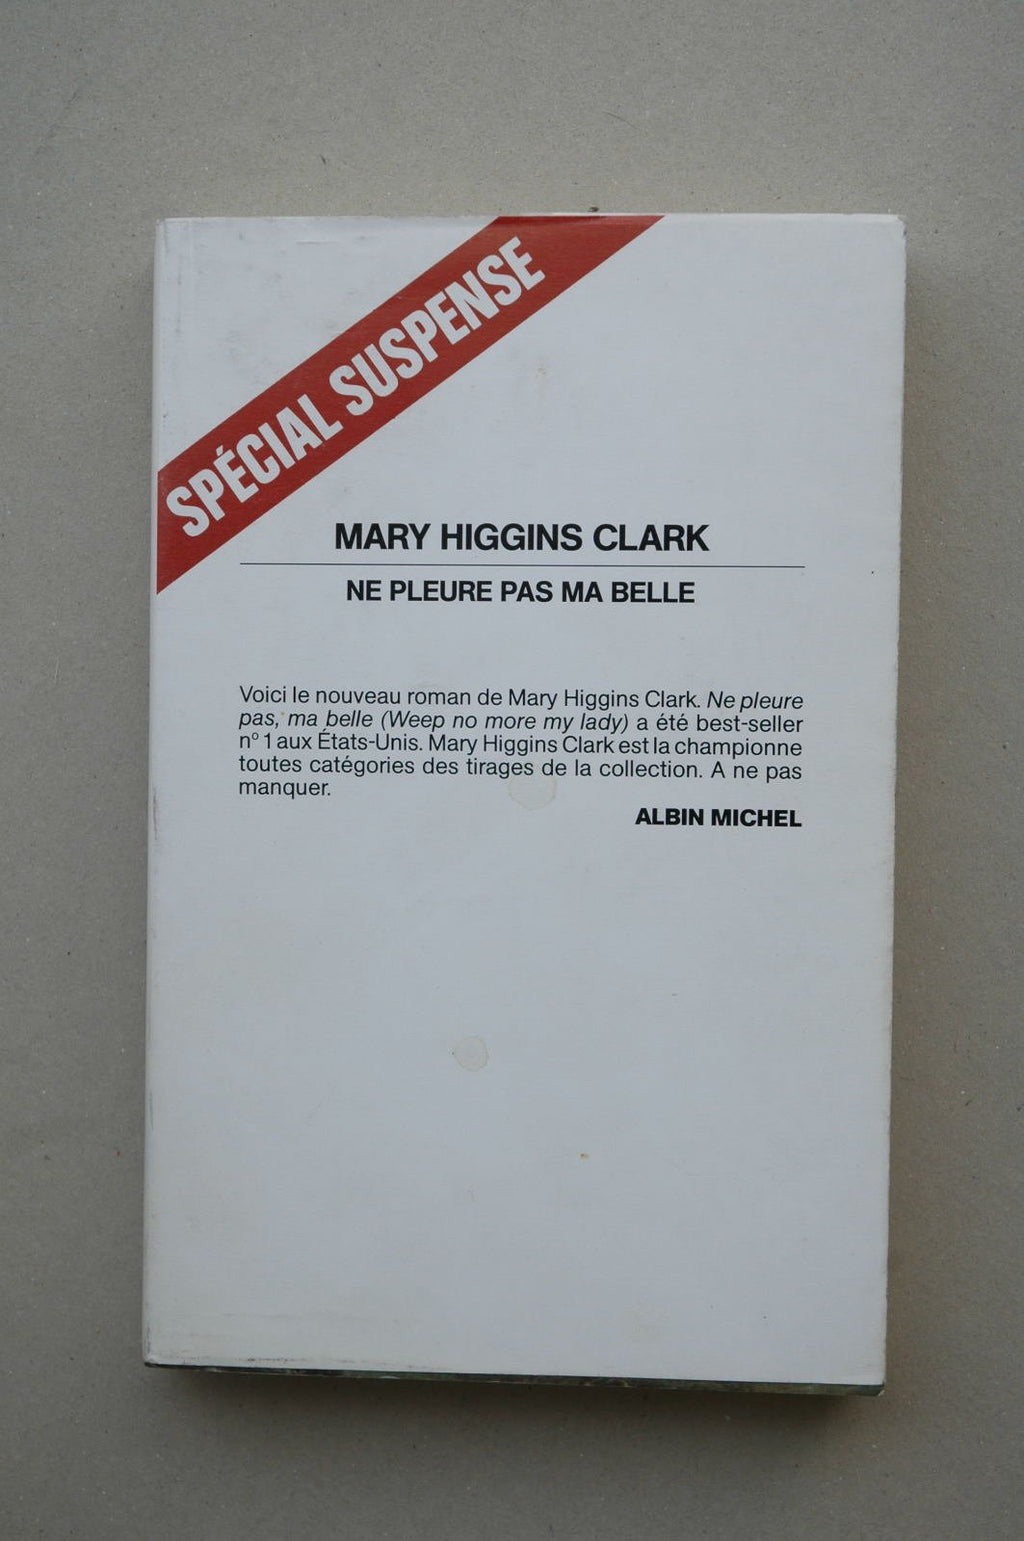 SPÉCIAL SUSPENSE
MARY HIGGINS CLARK
NE PLEURE PAS MA BELLE
Voici le nouveau roman de Mary Higgins Clark. Ne pleure
pas, ma belle (Weep no more my lady) a été best-seller
n° 1 aux États-Unis. Mary Higgins Clark est la championne
toutes catégories des tirages de la collection. A ne pas
manquer.
ALBIN MICHEL